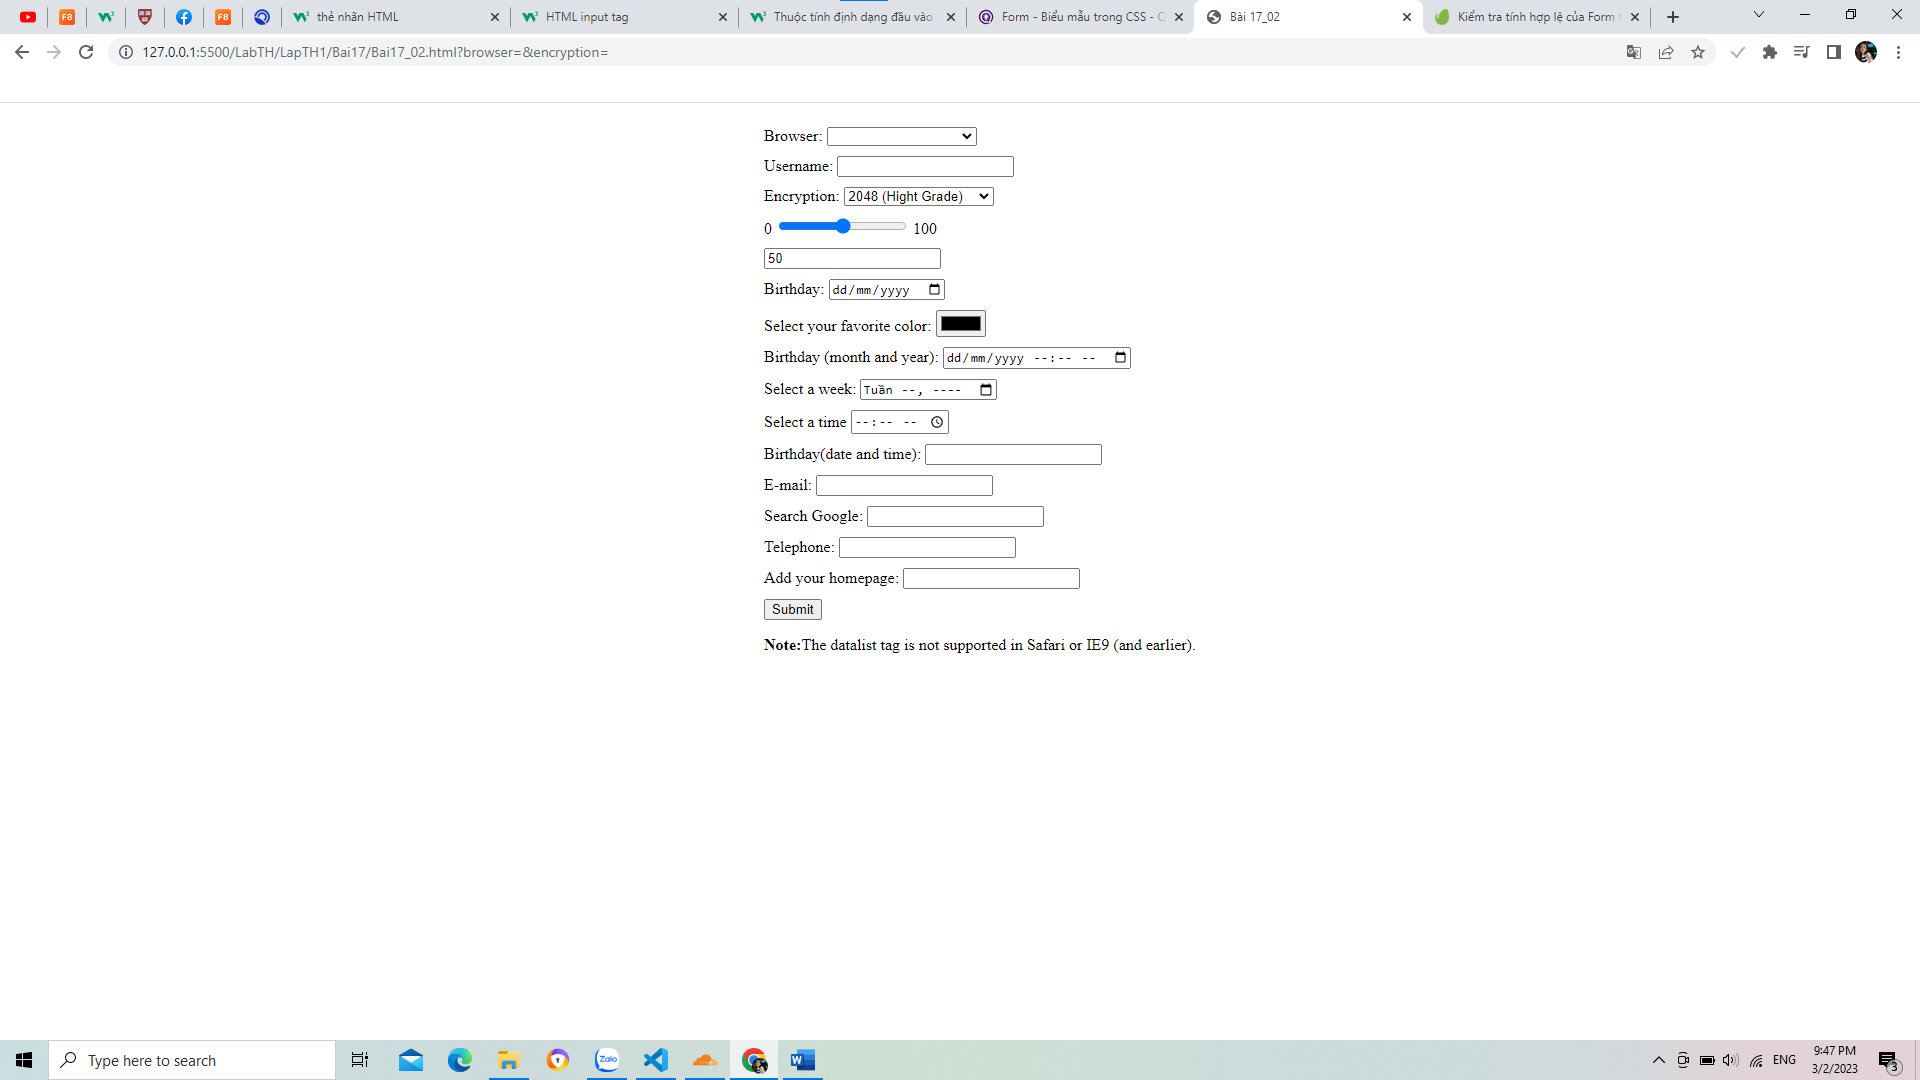 thẻ nhãn HTML
HTML input tag
Thuộc tính định dạng đầu vào
Form - Biểu mẫu trong CSS -
Bài 17_02
Kiểm tra tính hợp lệ của Form
127.0.0.1:5500/LabTH/LapTH1/Bai17/Bai17_02.html?browser=&encryption=
Browser:
Username:
Encryption: 2048 (Hight Grade)
0 100
50
Birthday: dd/mm/yyyy
Select your favorite color:
Birthday (month and year): dd/mm/yyyy --:-- --
Select a week: Tuần --, ----
Select a time --:-- --
Birthday(date and time):
E-mail:
Search Google:
Telephone:
Add your homepage:
Submit
Note:The datalist tag is not supported in Safari or IE9 (and earlier).
Type here to search
Zalo
ENG
9:47 PM
3/2/2023
3